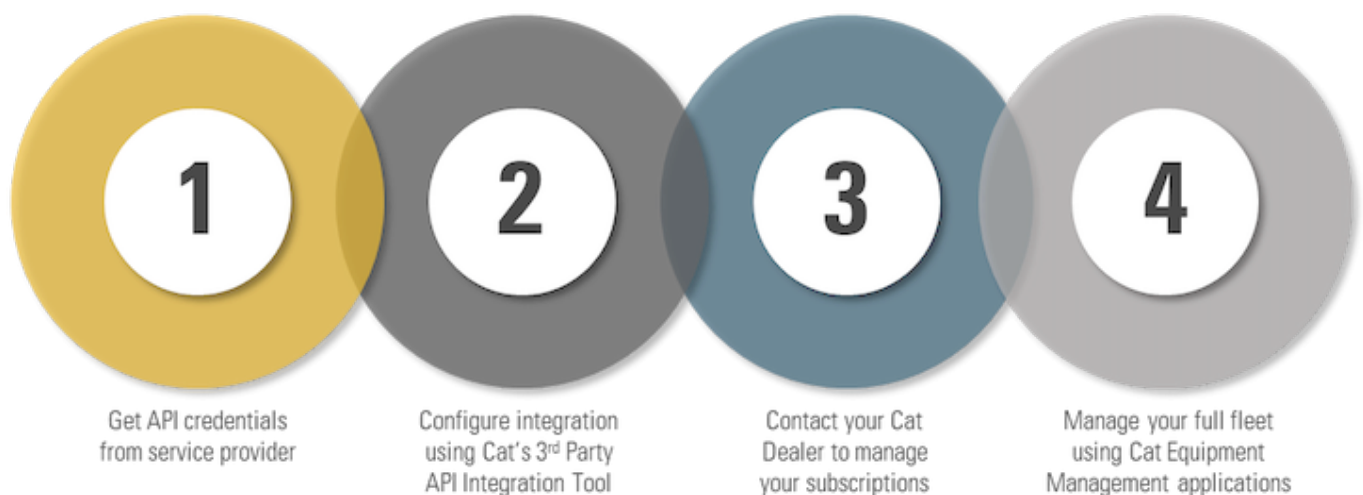 1
2
3
4
Get API credentials
from service provider
Configure integration
using Cat's 3rd Party
API Integration Tool
Contact your Cat
Dealer to manage
your subscriptions
Manage your full fleet
using Cat Equipment
Management applications